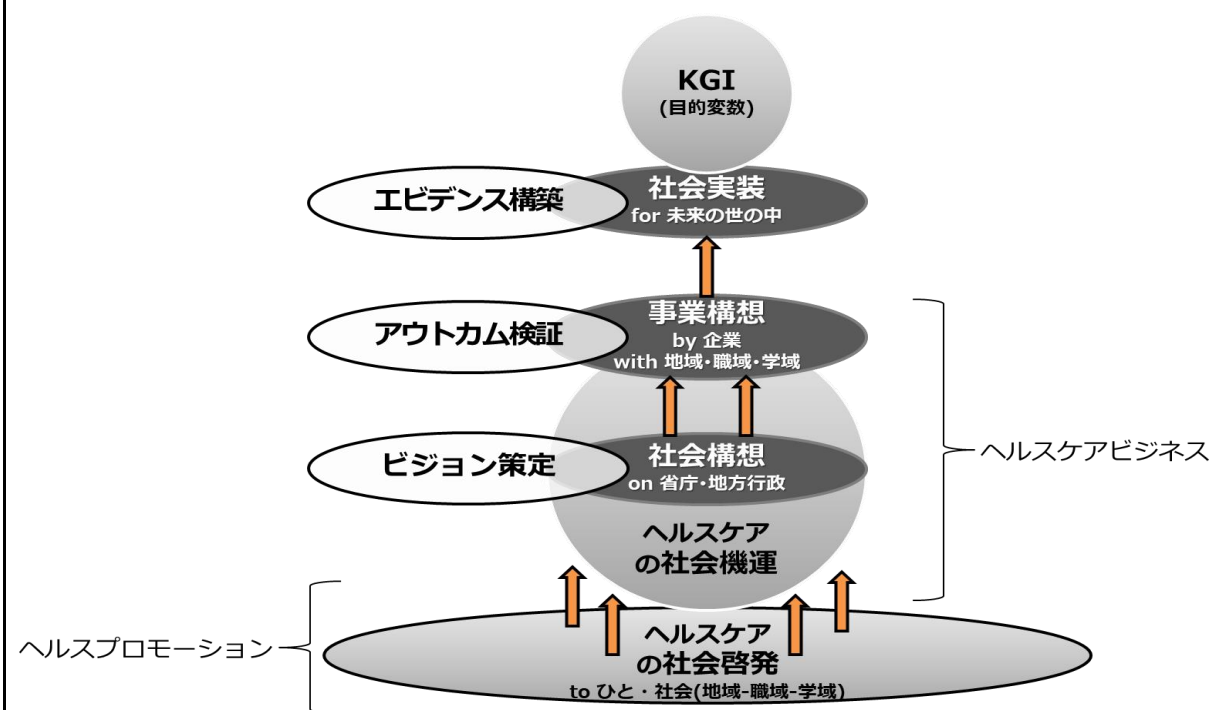 KGI
(目的変数)
エビデンス構築
社会実装
for 未来の世の中
アウトカム検証
事業構想
by 企業
with 地域・職域・学域
ビジョン策定
社会構想
on 省庁・地方行政
ヘルスケアビジネス
ヘルスケア
の社会機運
ヘルスプロモーション
ヘルスケア
の社会啓発
to ひと・社会(地域-職域-学域)